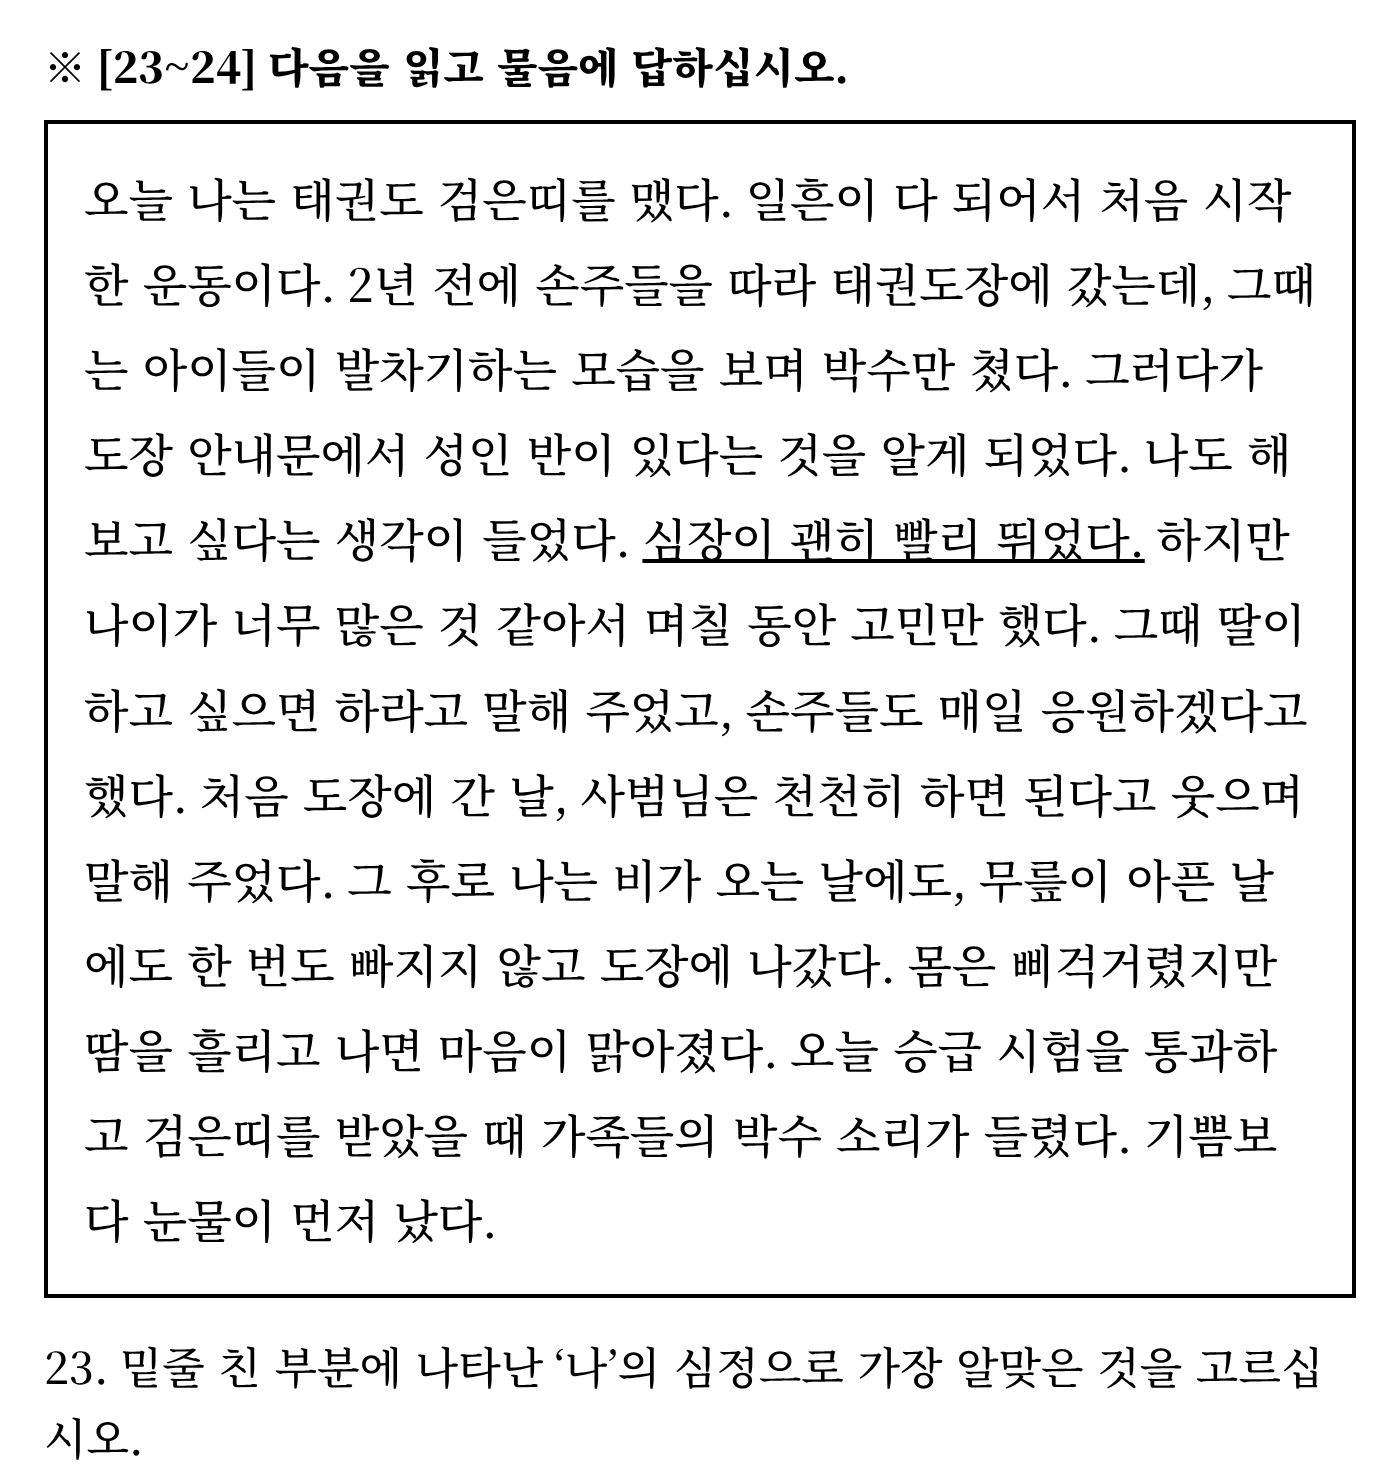 ※ [23~24] 다음을 읽고 물음에 답하십시오.
오늘 나는 태권도 검은띠를 맸다. 일흔이 다 되어서 처음 시작
한 운동이다. 2년 전에 손주들을 따라 태권도장에 갔는데, 그때
는 아이들이 발차기하는 모습을 보며 박수만 쳤다. 그러다가
도장 안내문에서 성인 반이 있다는 것을 알게 되었다. 나도 해
보고 싶다는 생각이 들었다. 심장이 괜히 빨리 뛰었다. 하지만
나이가 너무 많은 것 같아서 며칠 동안 고민만 했다. 그때 딸이
하고 싶으면 하라고 말해 주었고, 손주들도 매일 응원하겠다고
했다. 처음 도장에 간 날, 사범님은 천천히 하면 된다고 웃으며
말해 주었다. 그 후로 나는 비가 오는 날에도, 무릎이 아픈 날
에도 한 번도 빠지지 않고 도장에 나갔다. 몸은 삐걱거렸지만
땀을 흘리고 나면 마음이 맑아졌다. 오늘 승급 시험을 통과하
고 검은띠를 받았을 때 가족들의 박수 소리가 들렸다. 기쁨보
다 눈물이 먼저 났다.
23. 밑줄 친 부분에 나타난 ‘나’의 심정으로 가장 알맞은 것을 고르십
시오.